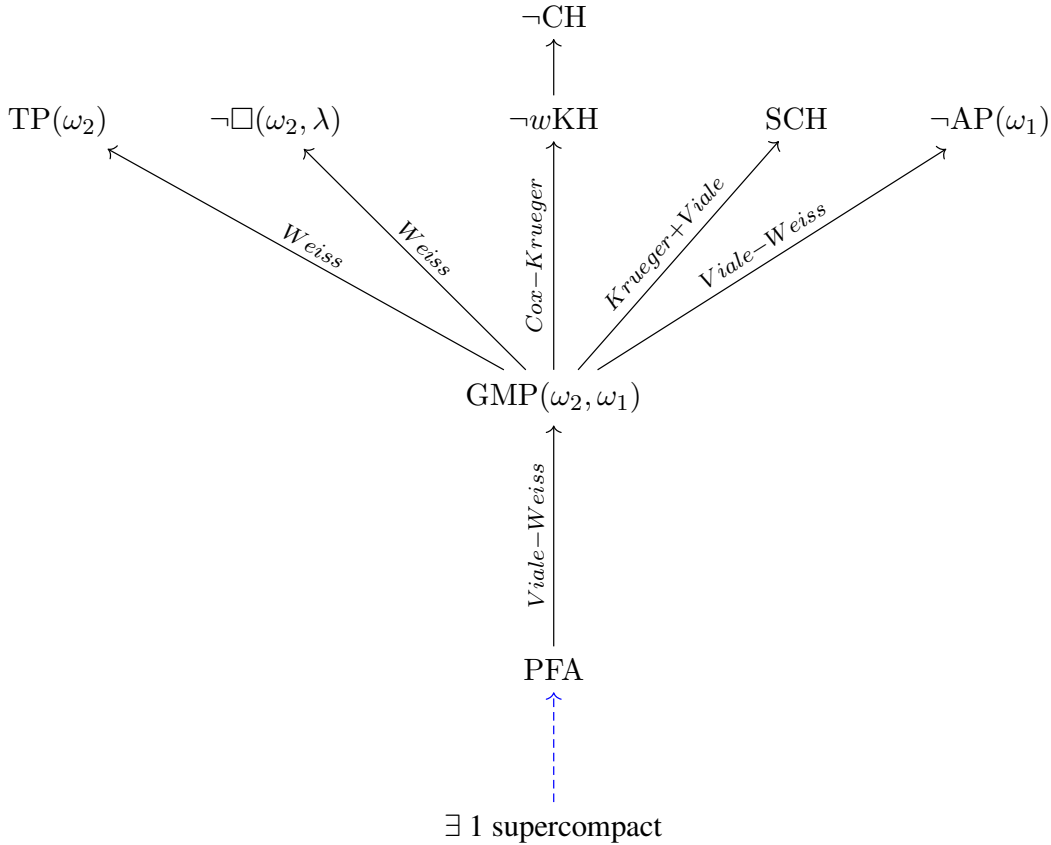 ¬CH
TP(ω₂) ¬□(ω₂, λ) ¬wKH SCH ¬AP(ω₁)
Weiss Weiss Cox−Krueger Krueger+Viale Viale−Weiss
GMP(ω₂, ω₁)
Viale−Weiss
PFA
∃ 1 supercompact